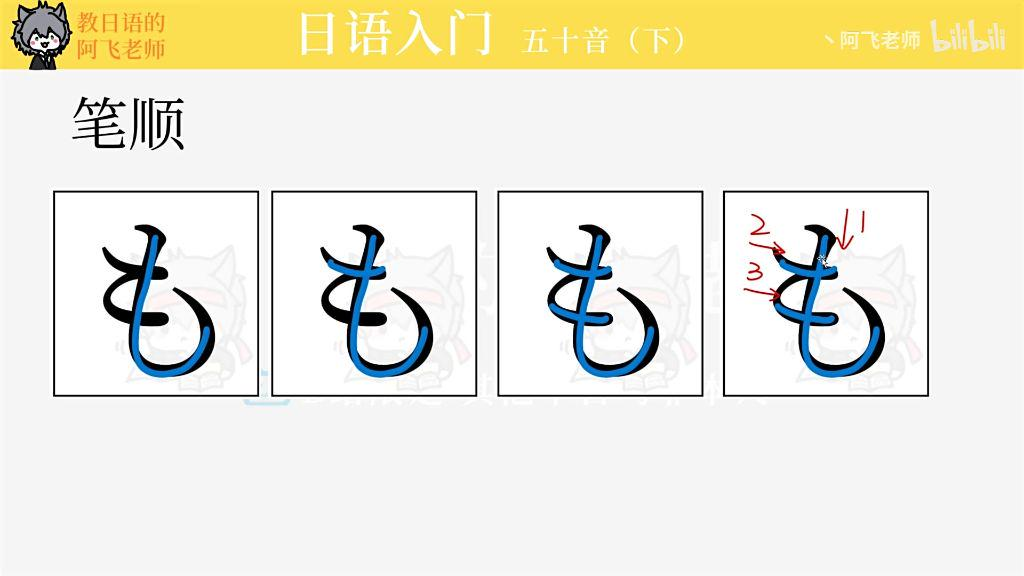 教日语的
阿飞老师
日语入门 五十音（下）
丶阿飞老师 bilibili
笔顺
も も も も
2 1
3